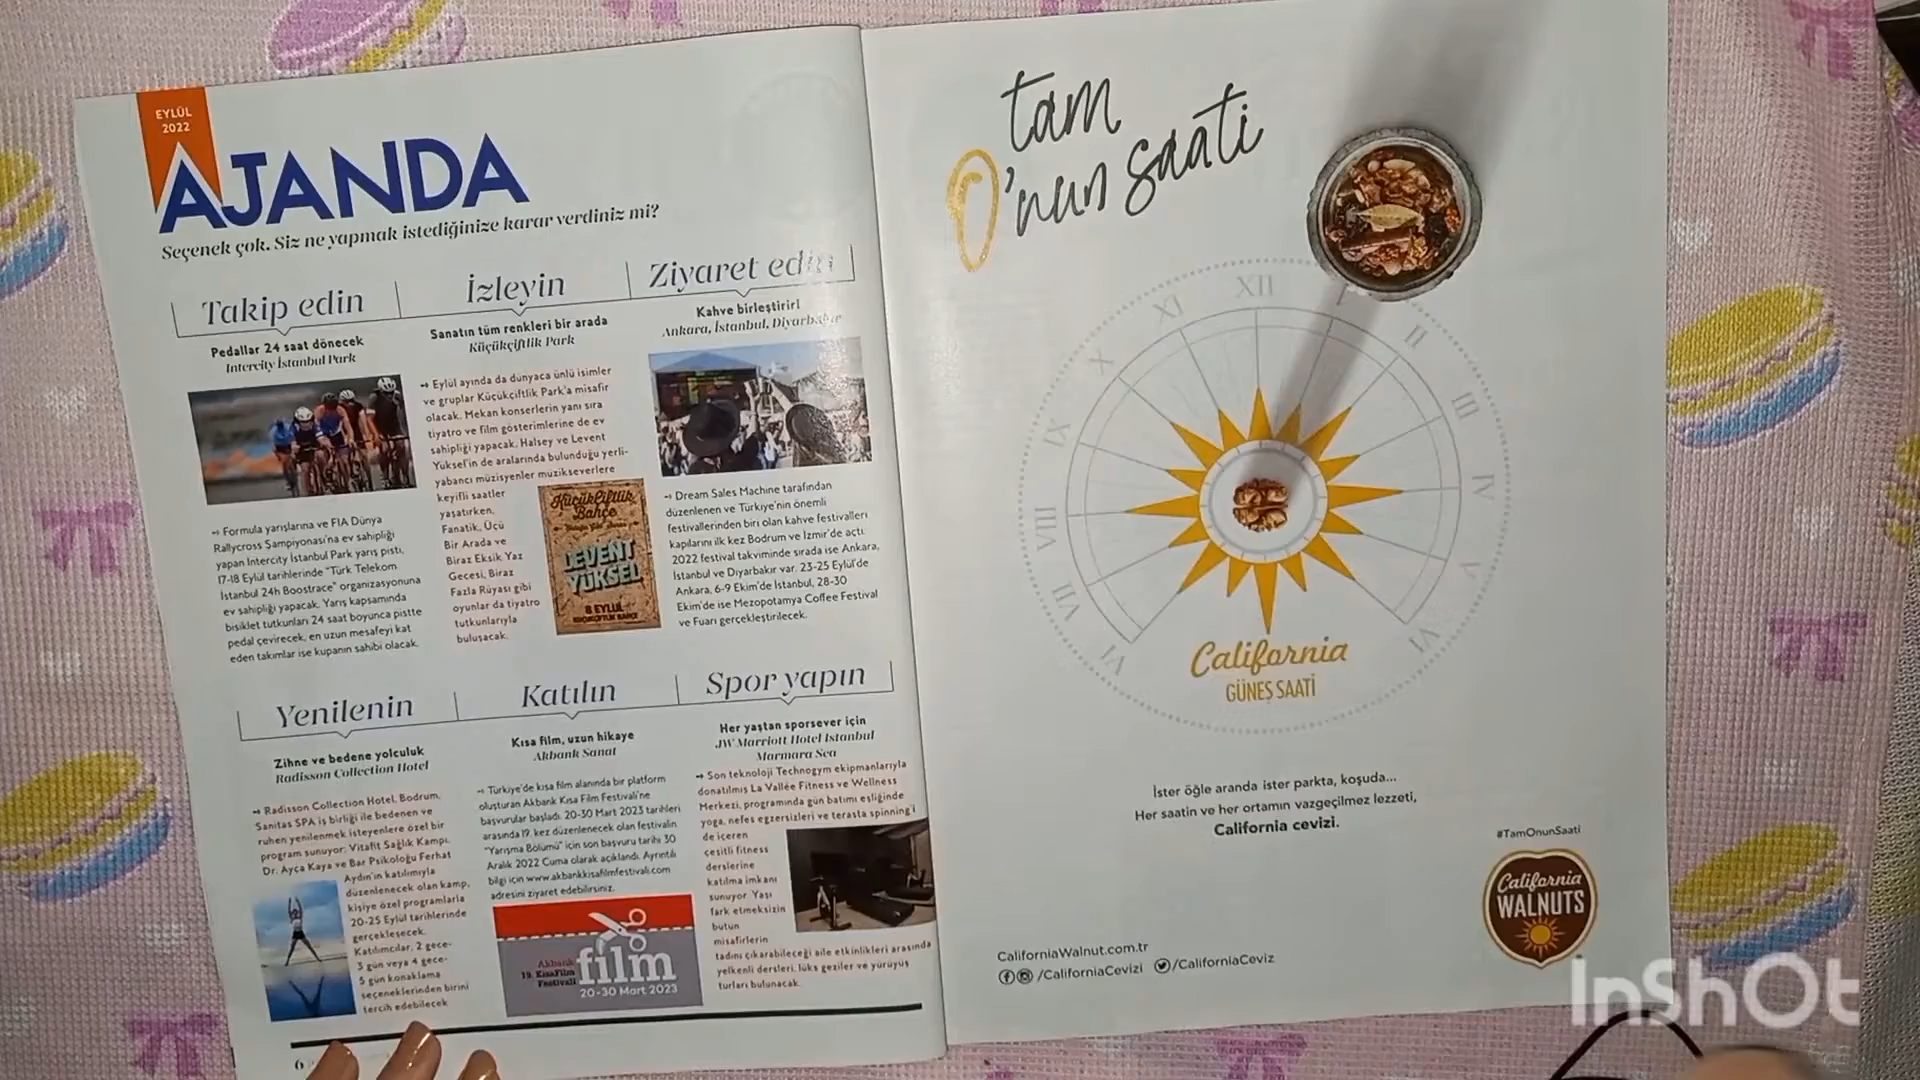 EYLÜL
2022
AJANDA
Seçenek çok. Siz ne yapmak istediğinize karar verdiniz mi?
Takip edin
Pedallar 24 saat dönecek
Intercity İstanbul Park
→ Formula yarışlarına ve FIA Dünya
Rallycross Şampiyonası'na ev sahipliği
yapan Intercity İstanbul Park yarış pisti,
17-18 Eylül tarihlerinde "Türk Telekom
İstanbul 24h Boostrace" organizasyonuna
ev sahipliği yapacak. Yarış kapsamında
bisiklet tutkunları 24 saat boyunca pistte
pedal çevirecek, en uzun mesafeyi kat
eden takımlar ise kupanın sahibi olacak.
İzleyin
Sanatın tüm renkleri bir arada
Küçükçiftlik Park
→ Eylül ayında da dünyaca ünlü isimler
ve gruplar Küçükçiftlik Park'a misafir
olacak. Mekan konserlerin yanı sıra
tiyatro ve film gösterimlerine de ev
sahipliği yapacak. Halsey ve Levent
Yüksel'in de aralarında bulunduğu yerli-
yabancı müzisyenler müzikseverlere
keyifli saatler
yaşatırken,
Fanatik, Üçü
Bir Arada ve
Biraz Eksik Yaz
Gecesi, Biraz
Fazla Rüyası gibi
oyunlar da tiyatro
tutkunlarıyla
buluşacak.
KüçükÇiftlik
Bahçe
LEVENT
YÜKSEL
8 EYLÜL
KÜÇÜKÇİFTLİK BAHÇE
Ziyaret edin
Kahve birleştirir!
Ankara, İstanbul, Diyarbakır
→ Dream Sales Machine tarafından
düzenlenen ve Türkiye'nin önemli
festivallerinden biri olan kahve festivalleri
kapılarını ilk kez Bodrum ve İzmir'de açtı.
2022 festival takviminde sırada ise Ankara,
İstanbul ve Diyarbakır var. 23-25 Eylül'de
Ankara, 6-9 Ekim'de İstanbul, 28-30
Ekim'de ise Mezopotamya Coffee Festival
ve Fuarı gerçekleştirilecek.
Yenilenin
Zihne ve bedene yolculuk
Radisson Collection Hotel
→ Radisson Collection Hotel, Bodrum,
Sanitas SPA iş birliği ile bedenen ve
ruhen yenilenmek isteyenlere özel bir
program sunuyor: Vitafit Sağlık Kampı.
Dr. Ayça Kaya ve Bar Psikoloğu Ferhat
Aydın'ın katılımıyla
düzenlenecek olan kamp,
kişiye özel programlarla
20-25 Eylül tarihlerinde
gerçekleşecek.
Katılımcılar, 2 gece-
3 gün veya 4 gece-
5 gün konaklama
seçeneklerinden birini
tercih edebilecek
Katılın
Kısa film, uzun hikaye
Akbank Sanat
→ Türkiye'de kısa film alanında bir platform
oluşturan Akbank Kısa Film Festivali'ne
başvurular başladı. 20-30 Mart 2023 tarihleri
arasında 19. kez düzenlenecek olan festivalin
"Yarışma Bölümü" için son başvuru tarihi 30
Aralık 2022 Cuma olarak açıklandı. Ayrıntılı
bilgi için www.akbankkisafilmfestivali.com
adresini ziyaret edebilirsiniz.
Akbank
19. Kısa Film
Festivali
film
20-30 Mart 2023
Spor yapın
Her yaştan sporsever için
JW Marriott Hotel Istanbul
Marmara Sea
→ Son teknoloji Technogym ekipmanlarıyla
donatılmış La Vallée Fitness ve Wellness
Merkezi, programında gün batımı eşliğinde
yoga, nefes egzersizleri ve terasta spinning'i
de içeren
çeşitli fitness
derslerine
katılma imkanı
sunuyor. Yaşı
fark etmeksizin
bütün
misafirlerin
tadını çıkarabileceği aile etkinlikleri arasında
yelkenli dersleri, lüks geziler ve yürüyüş
turları bulunacak.
6
tam
O'nun saati
XII
XI
X
IX
VIII
VII
VI
I
II
III
IV
V
VI
California
GÜNEŞ SAATİ
İster öğle aranda ister parkta, koşuda...
Her saatin ve her ortamın vazgeçilmez lezzeti,
California cevizi.
#TamOnunSaati
California
WALNUTS
CaliforniaWalnut.com.tr
/CaliforniaCevizi /CaliforniaCeviz
InShOt